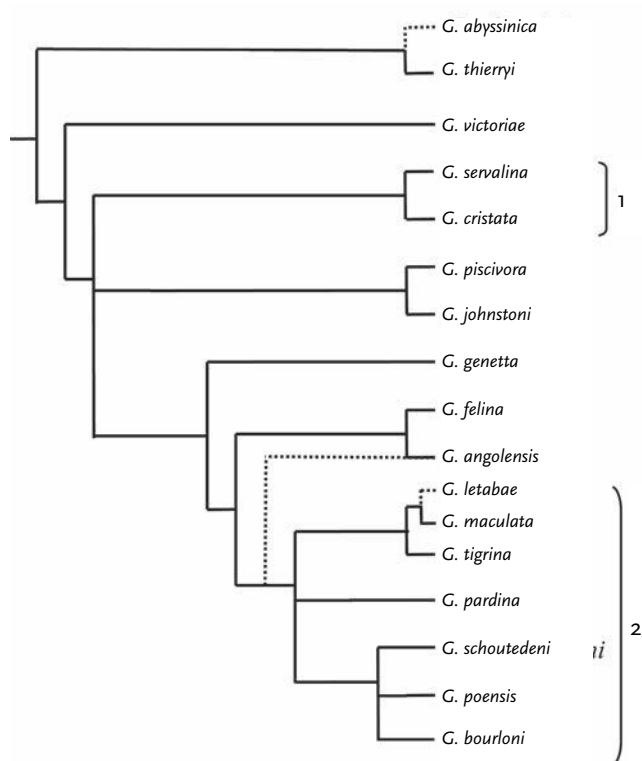 G. abyssinica
G. thierryi
G. victoriae
G. servalina
1
G. cristata
G. piscivora
G. johnstoni
G. genetta
G. felina
G. angolensis
G. letabae
G. maculata
G. tigrina
G. pardina
2
G. schoutedeni
G. poensis
G. bourloni